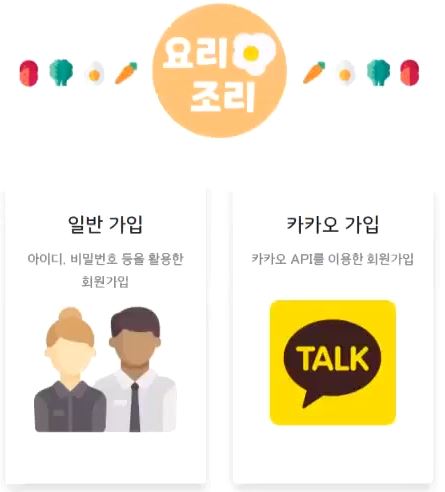 요리
조리
일반 가입
아이디, 비밀번호 등을 활용한
회원가입
카카오 가입
카카오 API를 이용한 회원가입
TALK